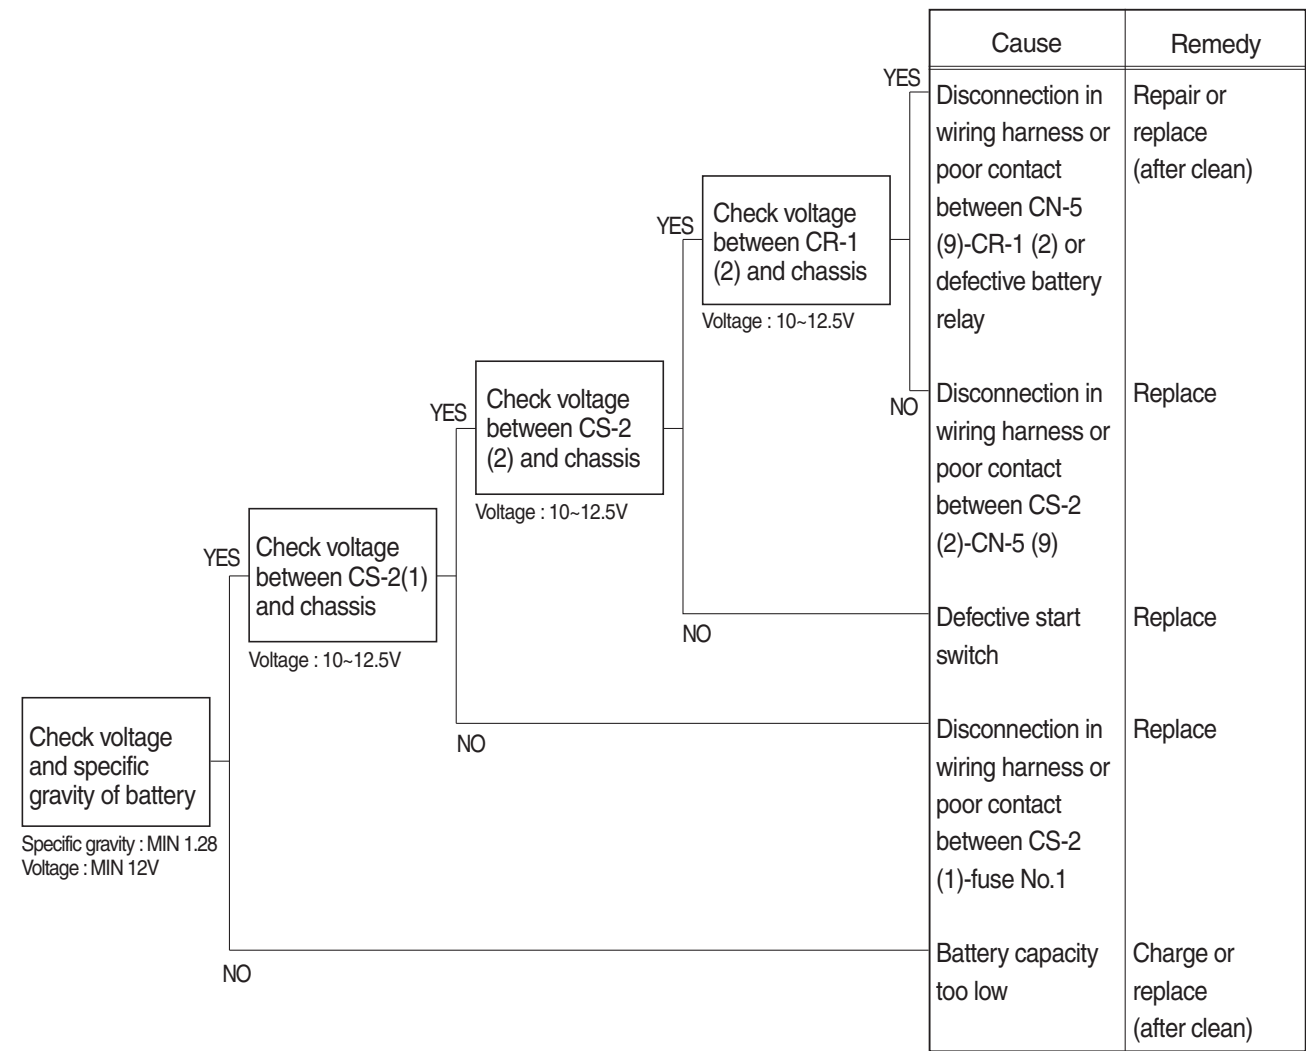 Cause
Remedy
YES
Disconnection in
wiring harness or
poor contact
between CN-5
(9)-CR-1 (2) or
defective battery
relay
Repair or
replace
(after clean)
YES
Check voltage
between CR-1
(2) and chassis
Voltage : 10~12.5V
NO
Disconnection in
wiring harness or
poor contact
between CS-2
(2)-CN-5 (9)
Replace
YES
Check voltage
between CS-2
(2) and chassis
Voltage : 10~12.5V
NO
Defective start
switch
Replace
YES
Check voltage
between CS-2(1)
and chassis
Voltage : 10~12.5V
NO
Disconnection in
wiring harness or
poor contact
between CS-2
(1)-fuse No.1
Replace
Check voltage
and specific
gravity of battery
Specific gravity : MIN 1.28
Voltage : MIN 12V
NO
Battery capacity
too low
Charge or
replace
(after clean)